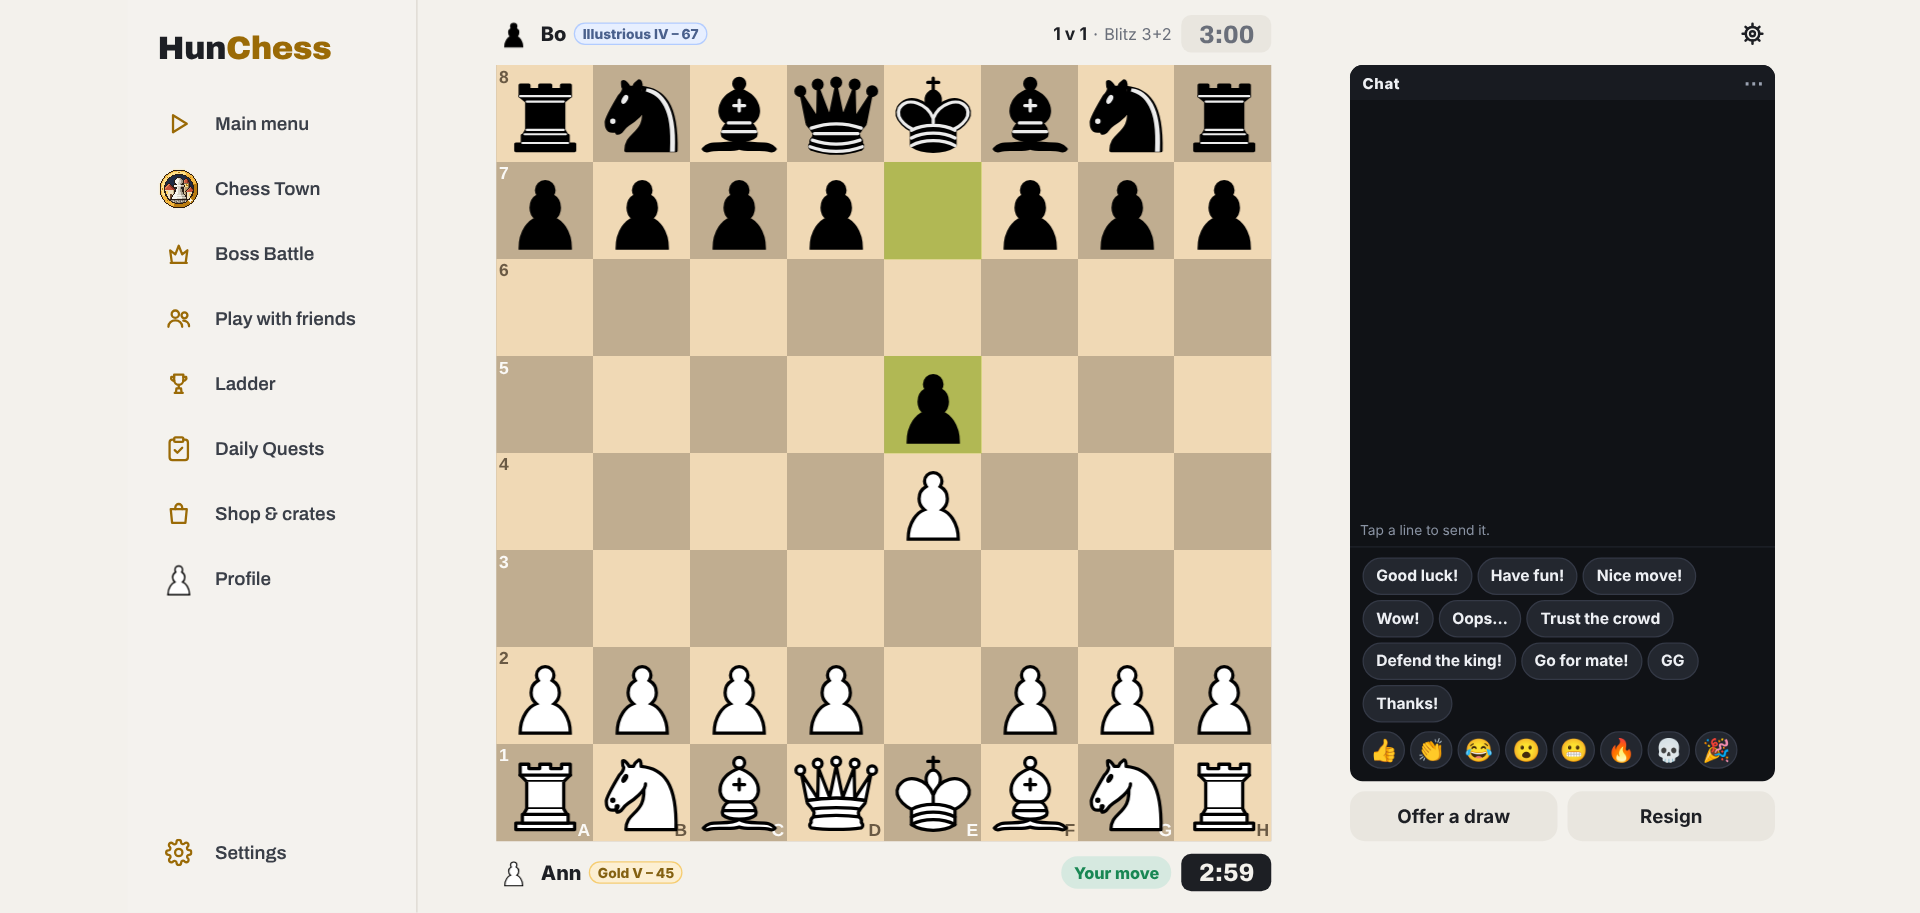 HunChess
Main menu
Chess Town
Boss Battle
Play with friends
Ladder
Daily Quests
Shop & crates
Profile
Settings
Bo Illustrious IV – 67 1 v 1 · Blitz 3+2 3:00
8
7
6
5
4
3
2
1
A B C D E F G H
Ann Gold V – 45 Your move 2:59
Chat
Tap a line to send it.
Good luck! Have fun! Nice move!
Wow! Oops... Trust the crowd
Defend the king! Go for mate! GG
Thanks!
Offer a draw Resign